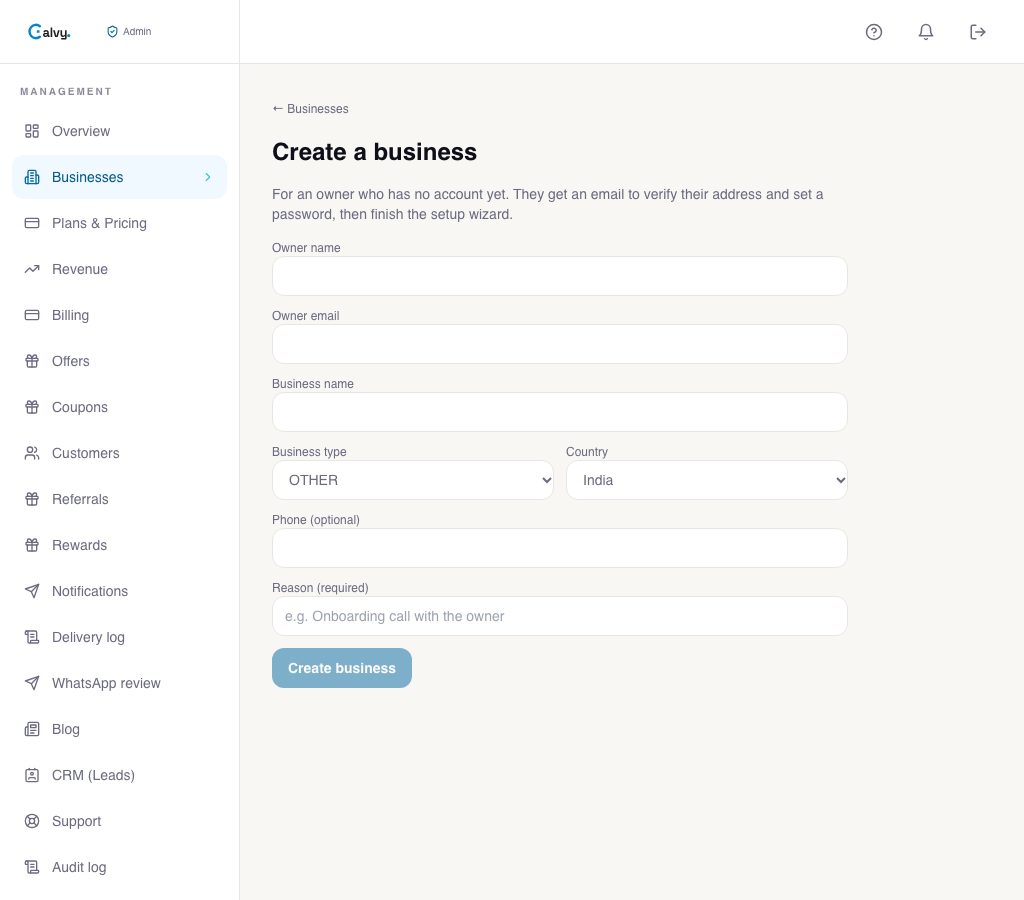 Calvy.
Admin
MANAGEMENT
Overview
Businesses
Plans & Pricing
Revenue
Billing
Offers
Coupons
Customers
Referrals
Rewards
Notifications
Delivery log
WhatsApp review
Blog
CRM (Leads)
Support
Audit log
← Businesses
Create a business
For an owner who has no account yet. They get an email to verify their address and set a
password, then finish the setup wizard.
Owner name
Owner email
Business name
Business type
Country
OTHER
India
Phone (optional)
Reason (required)
e.g. Onboarding call with the owner
Create business